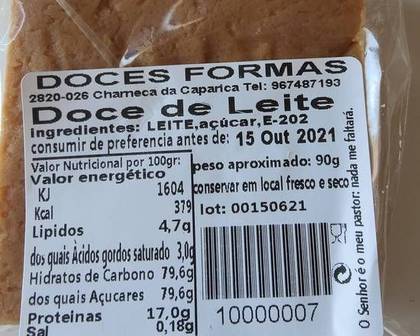 DOCES FORMAS
2820-026 Charneca da Caparica Tel: 967487193
Doce de Leite
Ingredientes: LEITE,açúcar,E-202
consumir de preferencia antes de: 15 Out 2021
Valor Nutricional por 100gr:
Valor energético
KJ 1604
Kcal 379
Lipidos 4,7g
dos quais Ácidos gordos saturado 3,0g
Hidratos de Carbono 79,6g
dos quais Açucares 79,6g
Proteinas 17,0g
Sal 0,18g
peso aproximado: 90g
conservar em local fresco e seco
lot: 00150621
10000007
O Senhor é o meu pastor: nada me faltará.